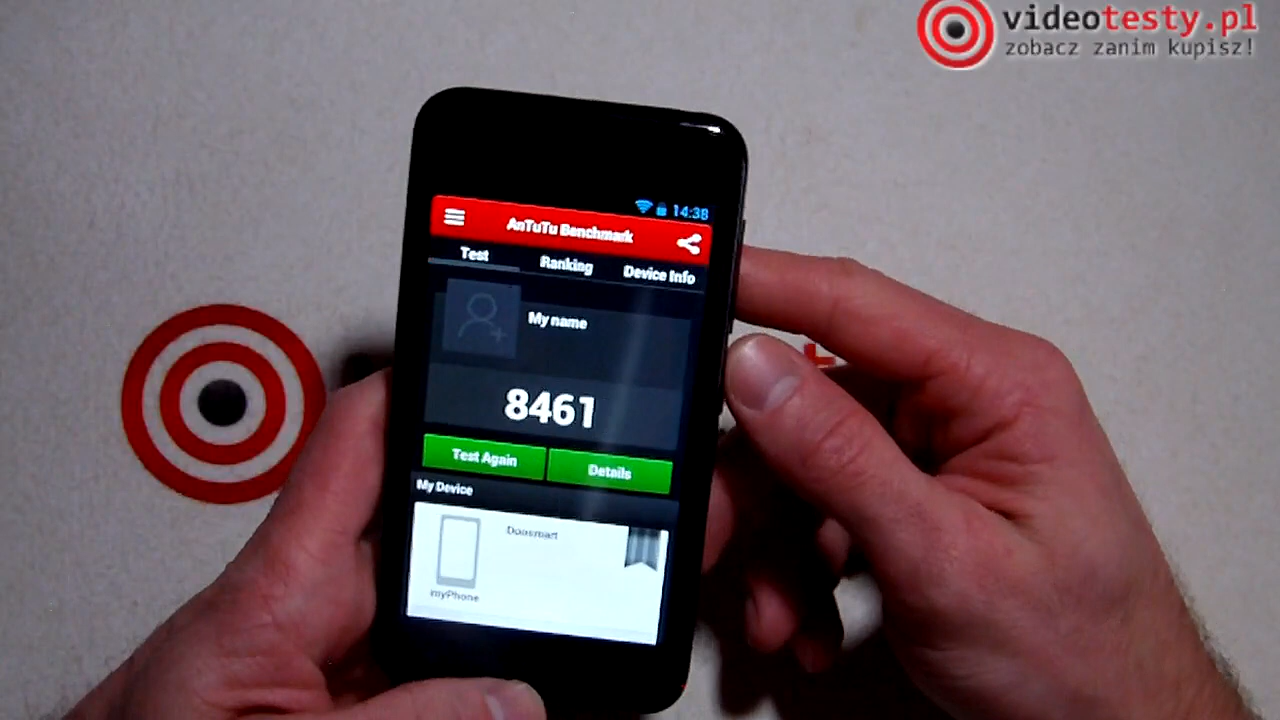 videotesty.pl
zobacz zanim kupisz!
14:38
AnTuTu Benchmark
Test
Ranking
Device Info
My name
8461
Test Again
Details
My Device
myPhone